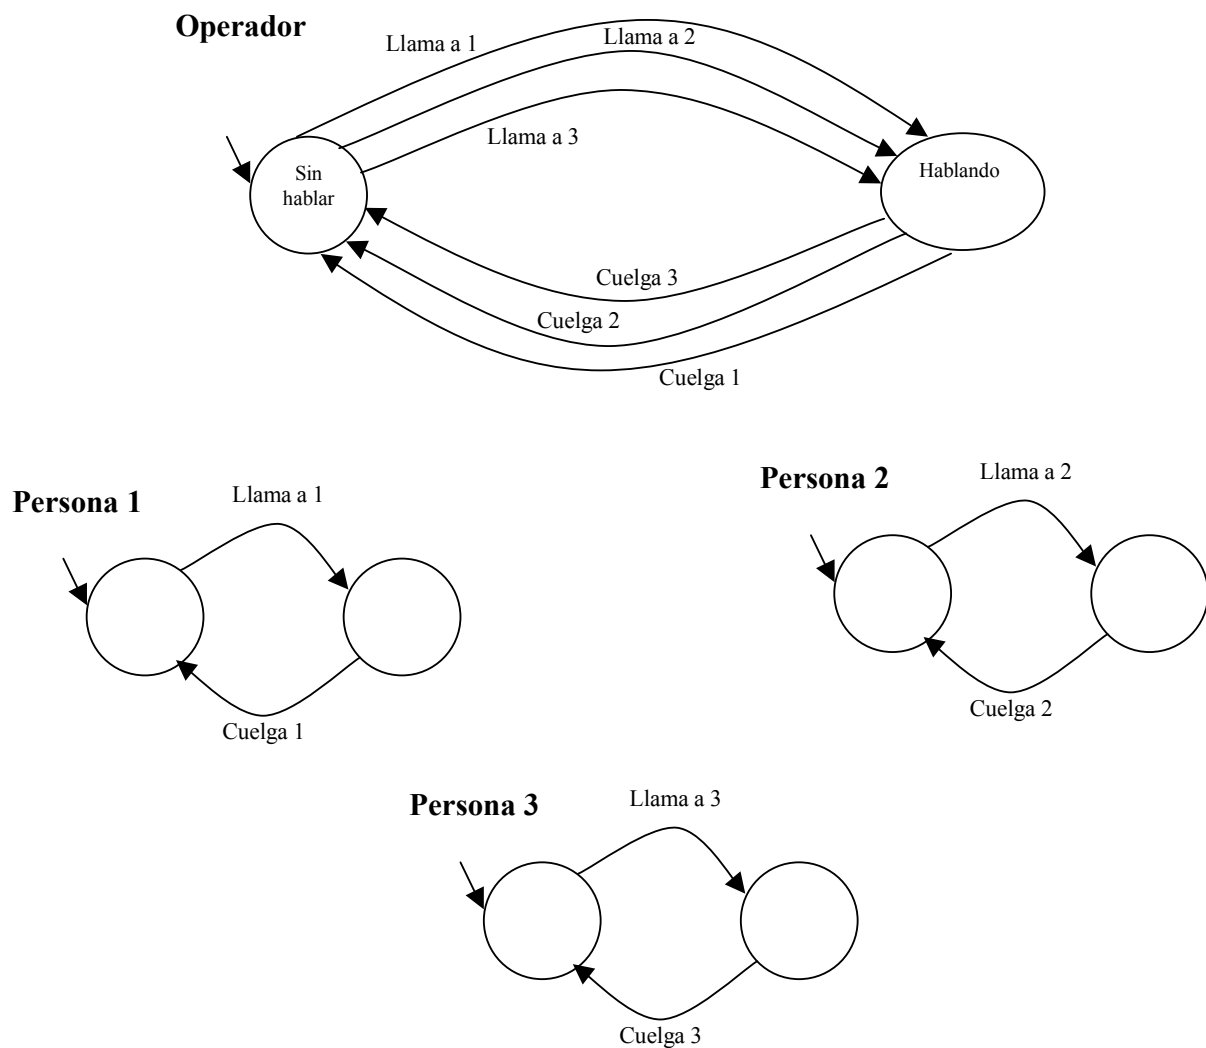 Operador
Llama a 1
Llama a 2
Llama a 3
Sin
hablar
Hablando
Cuelga 3
Cuelga 2
Cuelga 1
Persona 1
Llama a 1
Cuelga 1
Persona 2
Llama a 2
Cuelga 2
Persona 3
Llama a 3
Cuelga 3